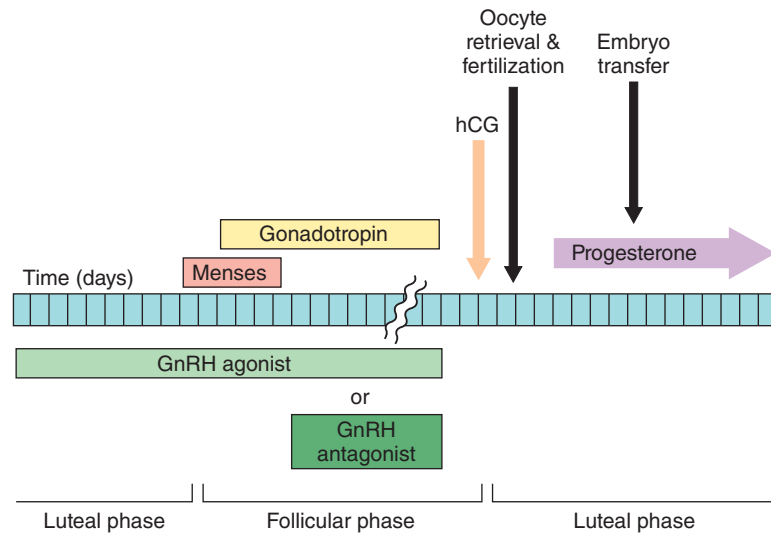 Oocyte
retrieval &
fertilization
Embryo
transfer
hCG
Gonadotropin
Progesterone
Time (days)
Menses
GnRH agonist
or
GnRH
antagonist
Luteal phase
Follicular phase
Luteal phase